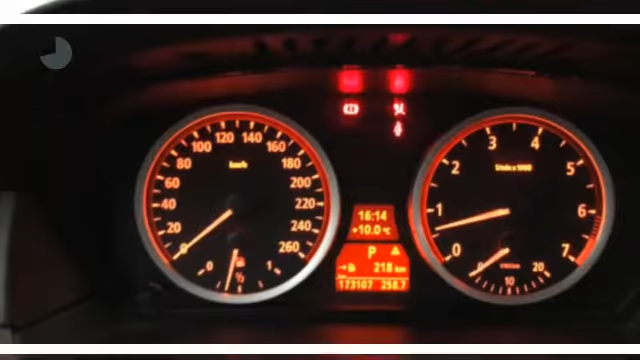 100 120 140
80 160
60 180
40 200
20 220
0 240
260
km/h
0 ½ 1
16:14
+10.0°C
P
218 km
173107 258.7
3 4
2 5
1 6
0 7
1/min x 1000
0 10 20